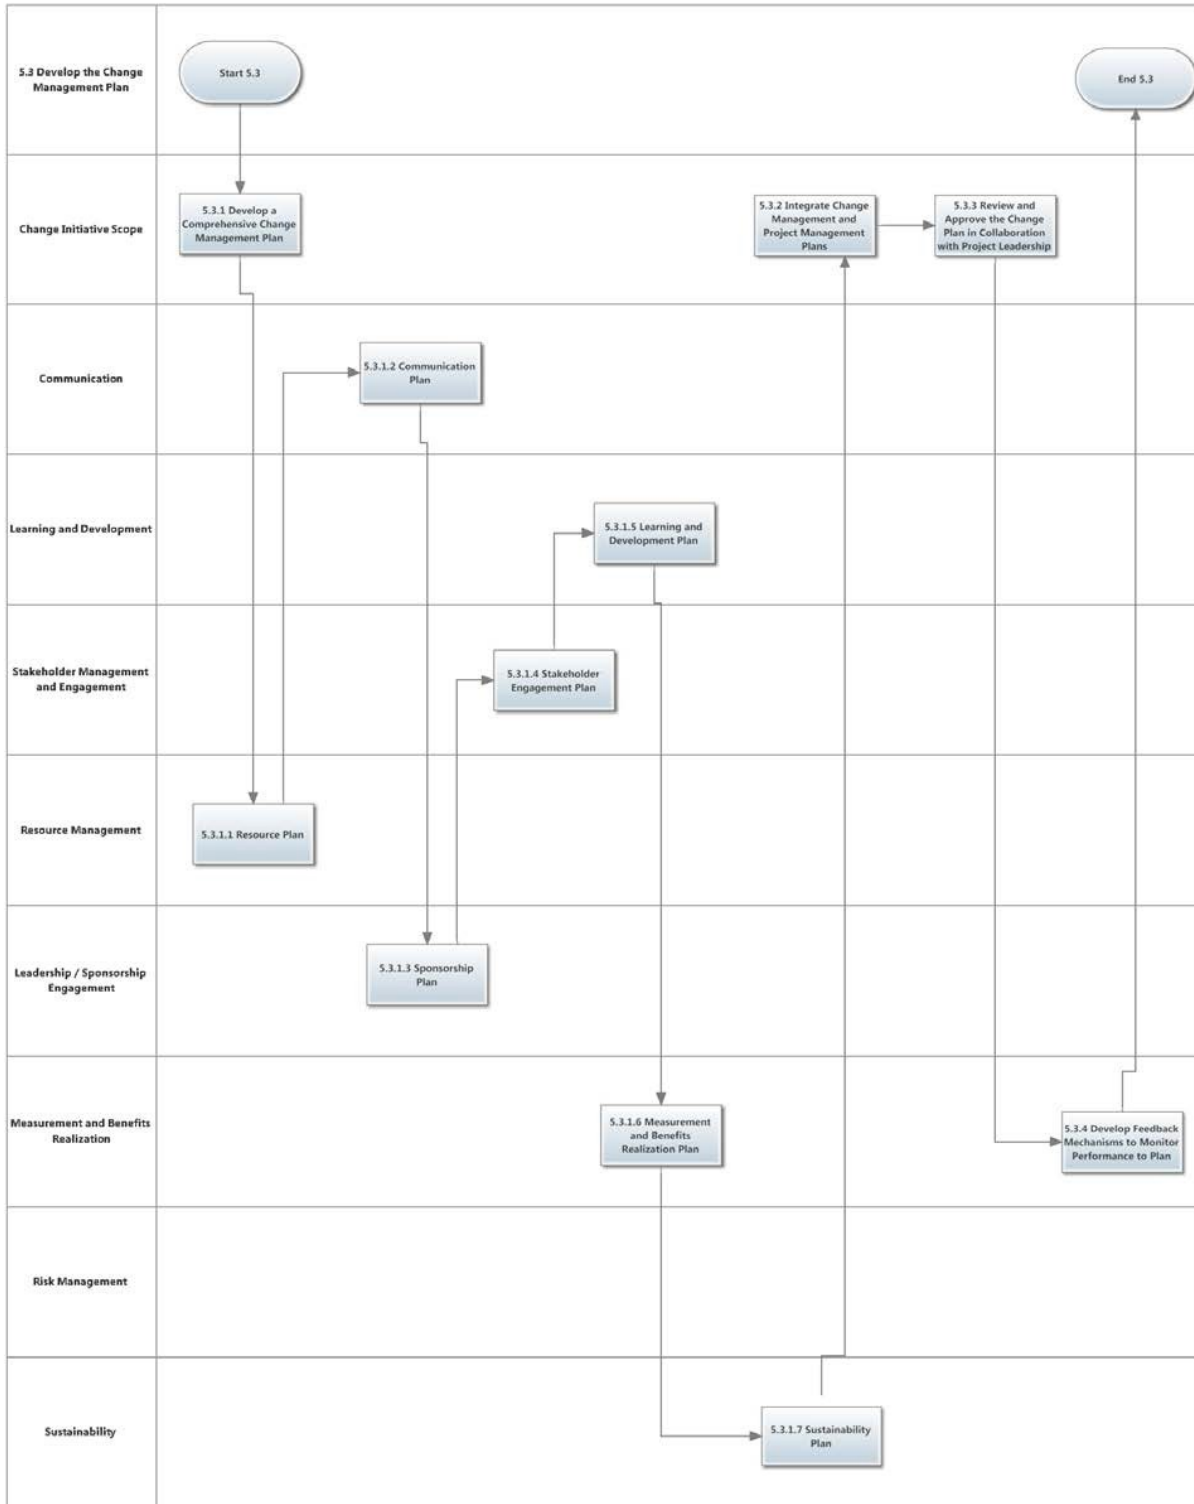 5.3 Develop the Change
Management Plan
Start 5.3
End 5.3
Change Initiative Scope
5.3.1 Develop a
Comprehensive Change
Management Plan
5.3.2 Integrate Change
Management and
Project Management
Plans
5.3.3 Review and
Approve the Change
Plan in Collaboration
with Project Leadership
Communication
5.3.1.2 Communication
Plan
Learning and Development
5.3.1.5 Learning and
Development Plan
Stakeholder Management
and Engagement
5.3.1.4 Stakeholder
Engagement Plan
Resource Management
5.3.1.1 Resource Plan
Leadership / Sponsorship
Engagement
5.3.1.3 Sponsorship
Plan
Measurement and Benefits
Realization
5.3.1.6 Measurement
and Benefits
Realization Plan
5.3.4 Develop Feedback
Mechanisms to Monitor
Performance to Plan
Risk Management
Sustainability
5.3.1.7 Sustainability
Plan